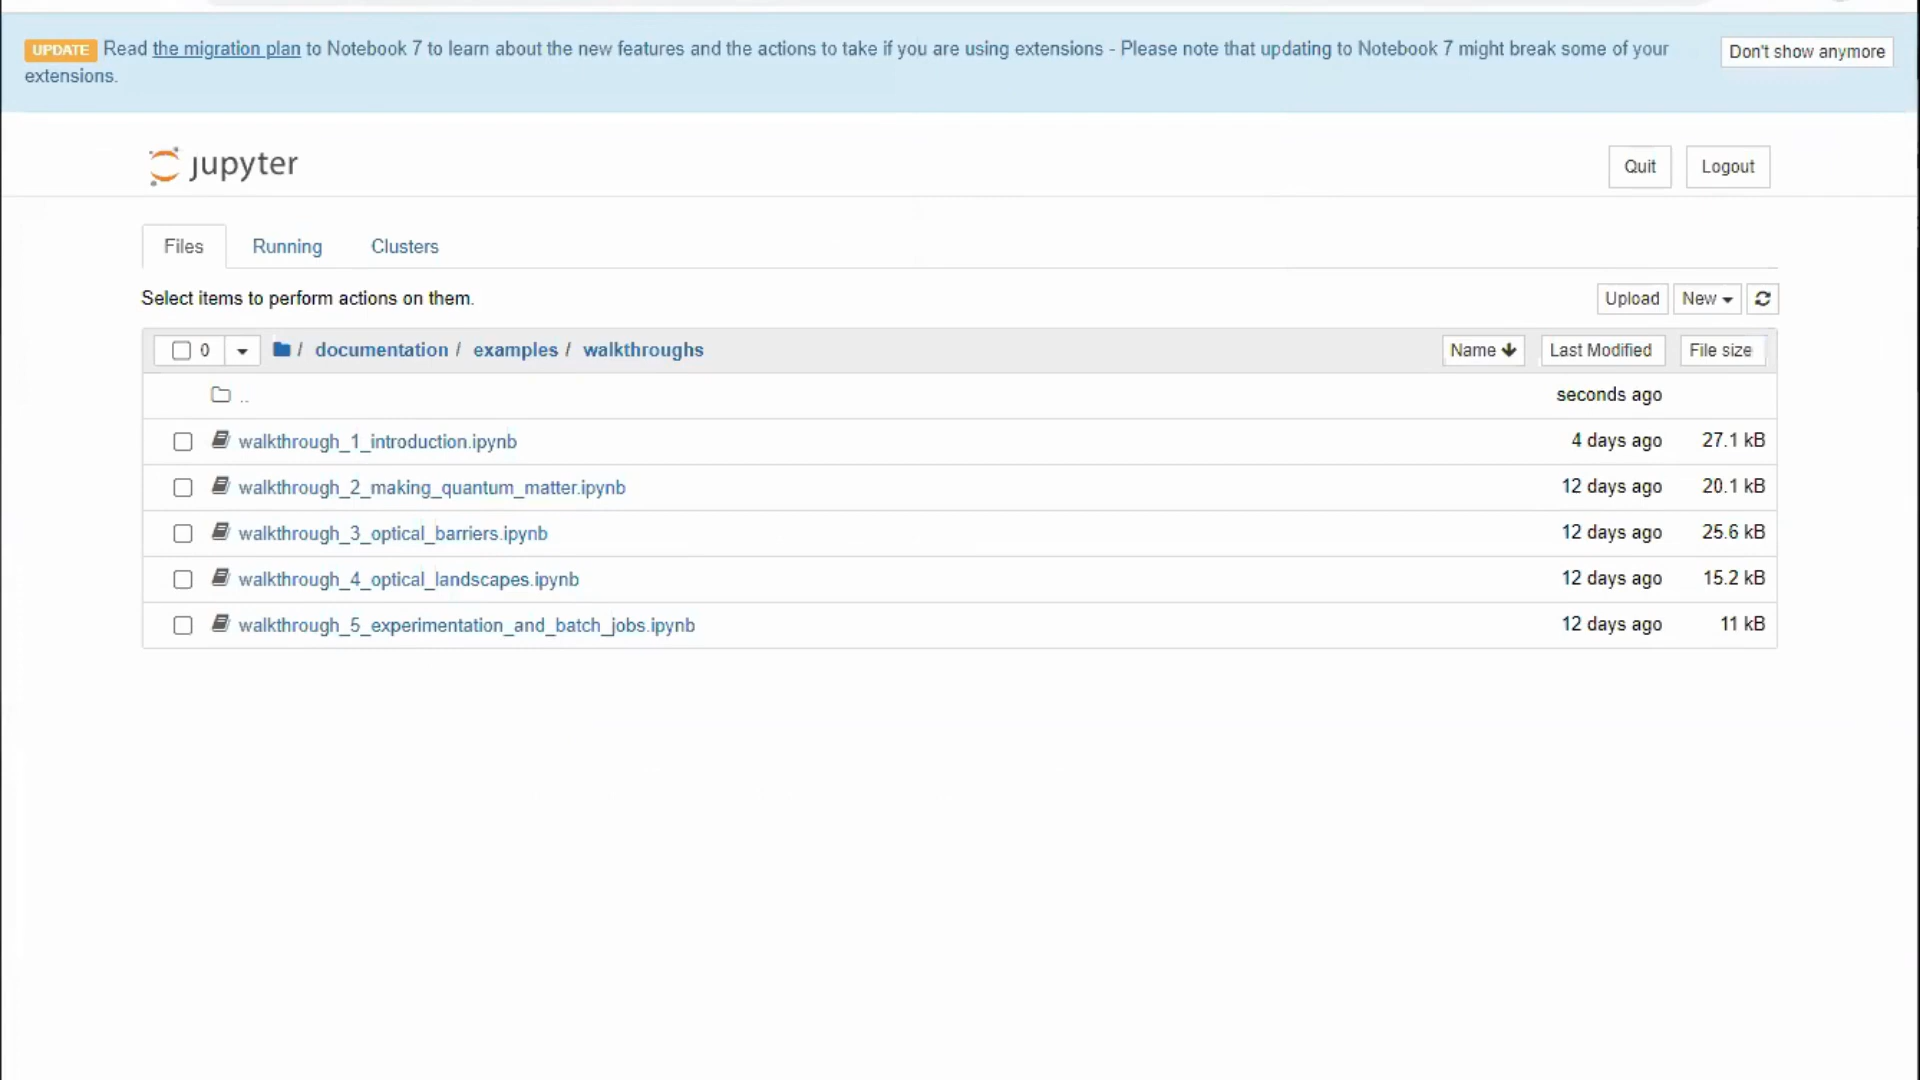 UPDATE Read the migration plan to Notebook 7 to learn about the new features and the actions to take if you are using extensions - Please note that updating to Notebook 7 might break some of your
extensions.
Don't show anymore
jupyter
Quit
Logout
Files
Running
Clusters
Select items to perform actions on them.
Upload
New
0
/ documentation / examples / walkthroughs
Name
Last Modified
File size
.. seconds ago
walkthrough_1_introduction.ipynb 4 days ago 27.1 kB
walkthrough_2_making_quantum_matter.ipynb 12 days ago 20.1 kB
walkthrough_3_optical_barriers.ipynb 12 days ago 25.6 kB
walkthrough_4_optical_landscapes.ipynb 12 days ago 15.2 kB
walkthrough_5_experimentation_and_batch_jobs.ipynb 12 days ago 11 kB